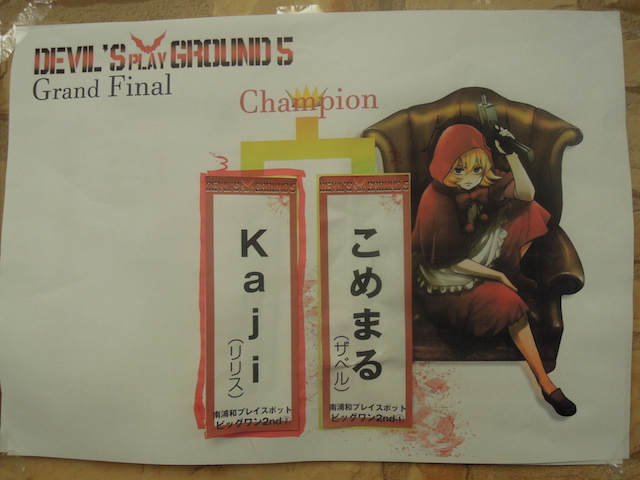 DEVIL'S PLAY GROUND 5
Grand Final
Champion
DEVIL'S PLAY GROUND 5
Kaji
(リリス)
南浦和プレイスポット
ビッグワン2nd
DEVIL'S PLAY GROUND 5
こめまる
(ザベル)
南浦和プレイスポット
ビッグワン2nd